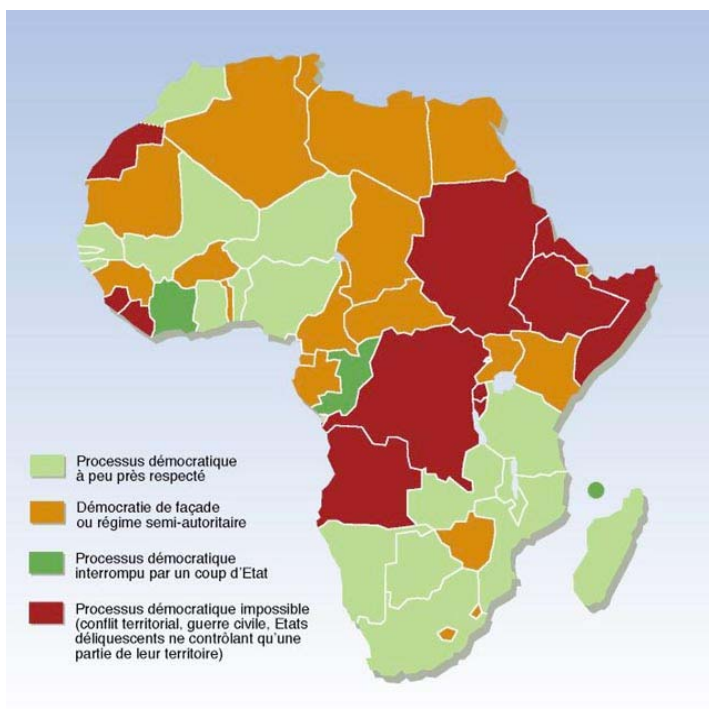 Processus démocratique
à peu près respecté
Démocratie de façade
ou régime semi-autoritaire
Processus démocratique
interrompu par un coup d'Etat
Processus démocratique impossible
(conflit territorial, guerre civile, Etats
déliquescents ne contrôlant qu'une
partie de leur territoire)